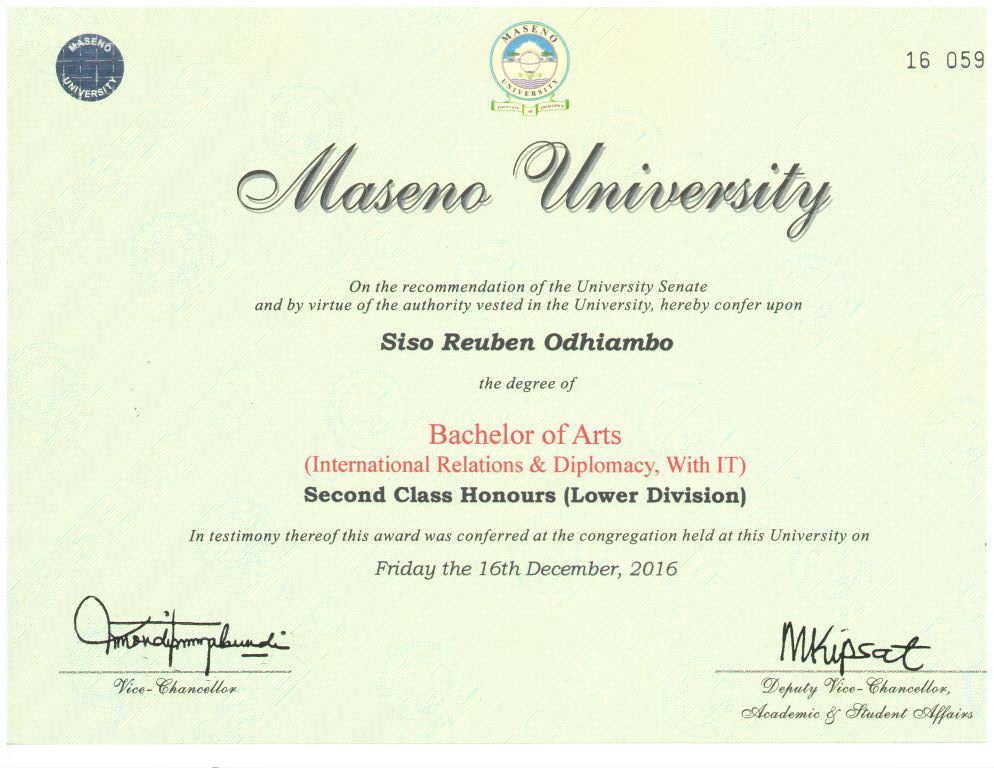 MASENO
UNIVERSITY
MASENO
UNIVERSITY
16 059
Maseno University
On the recommendation of the University Senate
and by virtue of the authority vested in the University, hereby confer upon
Siso Reuben Odhiambo
the degree of
Bachelor of Arts
(International Relations & Diplomacy, With IT)
Second Class Honours (Lower Division)
In testimony thereof this award was conferred at the congregation held at this University on
Friday the 16th December, 2016
MKipsat
Vice-Chancellor
Deputy Vice-Chancellor,
Academic & Student Affairs